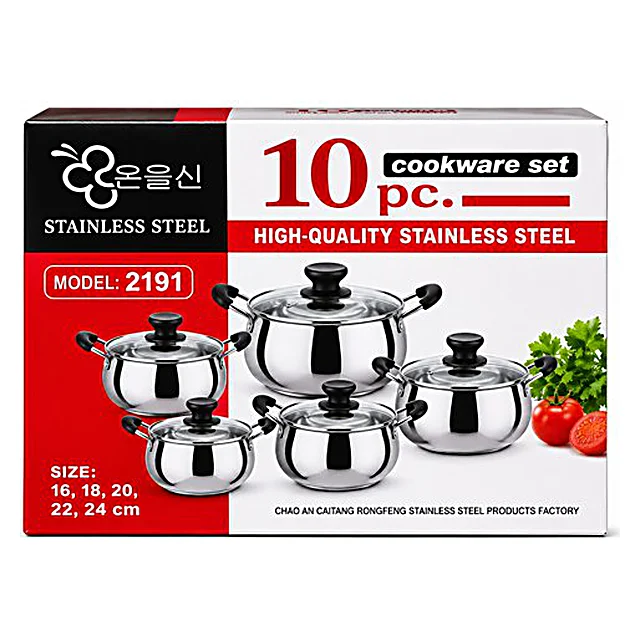 온을신
STAINLESS STEEL
MODEL: 2191
10 pc.
cookware set
HIGH-QUALITY STAINLESS STEEL
SIZE:
16, 18, 20,
22, 24 cm
CHAO AN CAITANG RONGFENG STAINLESS STEEL PRODUCTS FACTORY